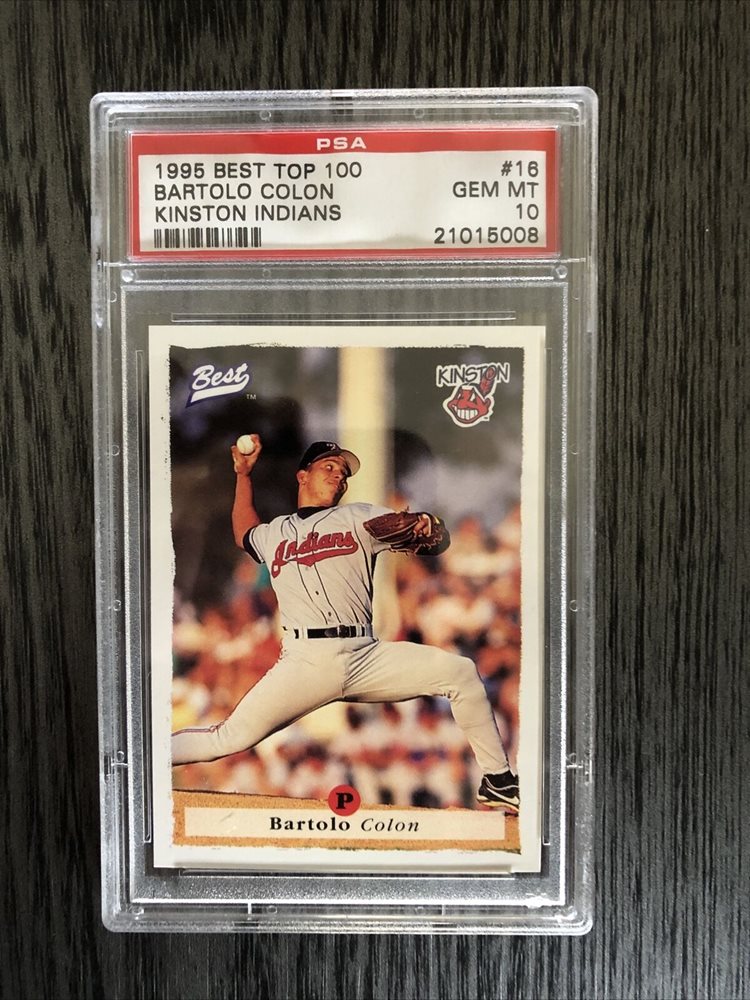 PSA
1995 BEST TOP 100 #16
BARTOLO COLON GEM MT
KINSTON INDIANS 10
21015008
Best TM
KINSTON
Indians
P
Bartolo Colon